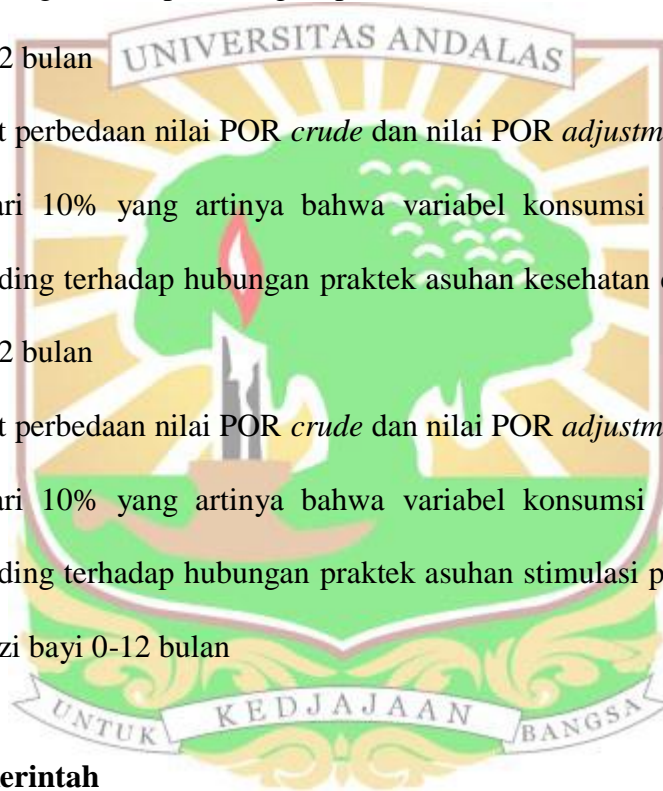 UNIVERSITAS ANDALAS
2 bulan
t perbedaan nilai POR crude dan nilai POR adjustm
ari 10% yang artinya bahwa variabel konsumsi
ding terhadap hubungan praktek asuhan kesehatan
2 bulan
t perbedaan nilai POR crude dan nilai POR adjustm
ari 10% yang artinya bahwa variabel konsumsi
ding terhadap hubungan praktek asuhan stimulasi p
zi bayi 0-12 bulan
UNTUK KEDJAJAAN BANGSA
erintah